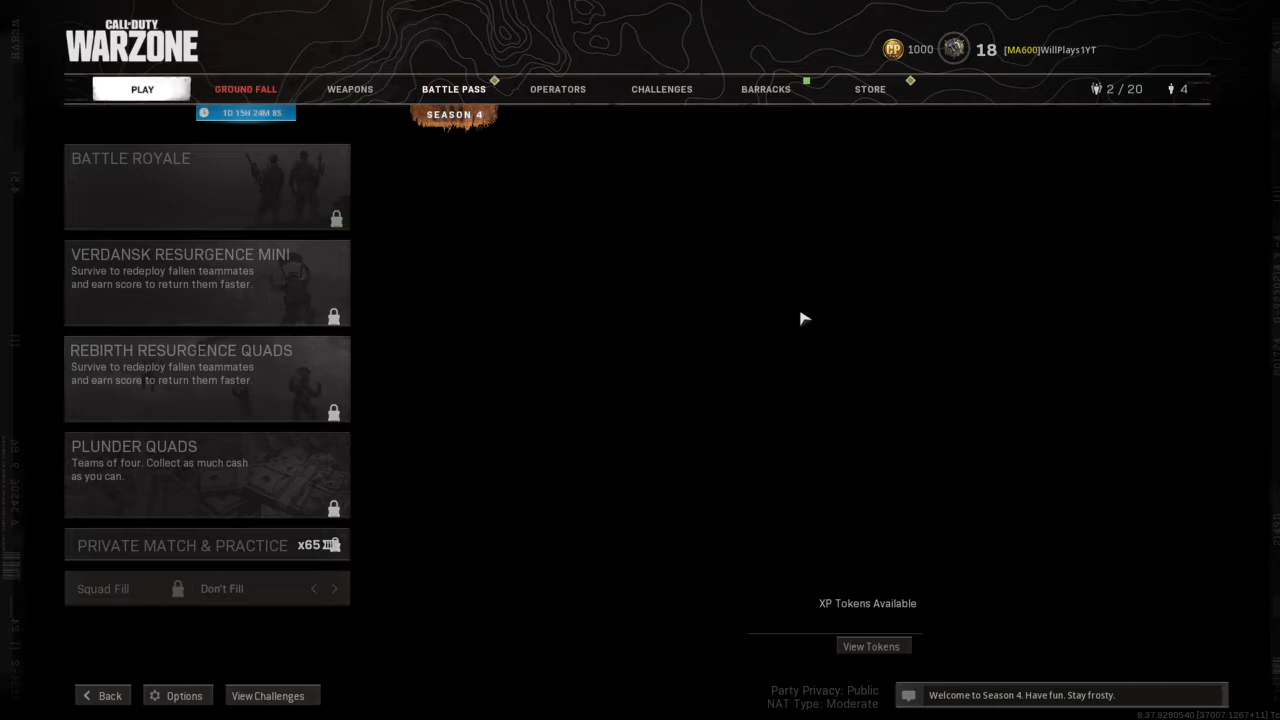 CALL OF DUTY
WARZONE
CP 1000 18 [MA600]WillPlays1YT
PLAY GROUND FALL WEAPONS BATTLE PASS OPERATORS CHALLENGES BARRACKS STORE 2 / 20 4
1D 15H 24M 8S
SEASON 4
BATTLE ROYALE
VERDANSK RESURGENCE MINI
Survive to redeploy fallen teammates
and earn score to return them faster.
REBIRTH RESURGENCE QUADS
Survive to redeploy fallen teammates
and earn score to return them faster.
PLUNDER QUADS
Teams of four. Collect as much cash
as you can.
PRIVATE MATCH & PRACTICE x65
Squad Fill Don't Fill
XP Tokens Available
View Tokens
Back Options View Challenges
Party Privacy: Public
NAT Type: Moderate
Welcome to Season 4. Have fun. Stay frosty.